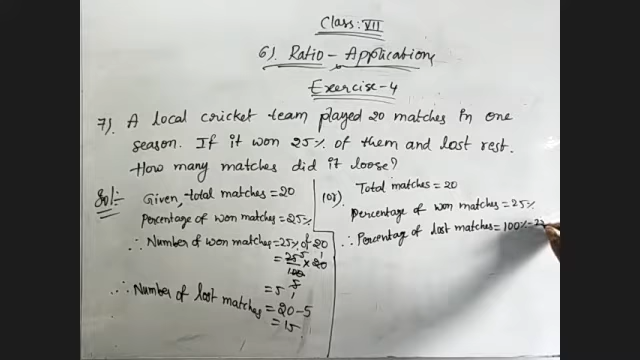 Class: VII
6). Ratio - Applications
Exercise-4
7). A local cricket team played 20 matches in one
season. If it won 25% of them and lost rest.
How many matches did it loose?
Sol:-
Given, total matches = 20
Percentage of won matches = 25%
∴ Number of won matches = 25% of 20
= 25/100 × 20
= 5
∴ Number of lost matches
= 20-5
= 15
(or).
Total matches = 20
Percentage of won matches = 25%
∴ Percentage of lost matches = 100% -